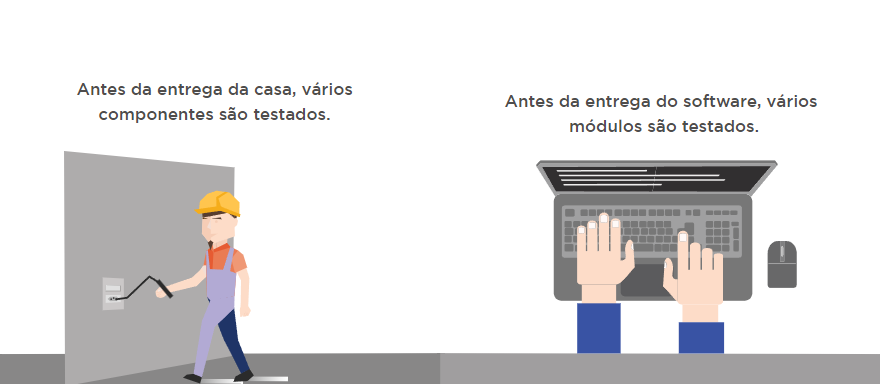 Antes da entrega da casa, vários
componentes são testados.
Antes da entrega do software, vários
módulos são testados.